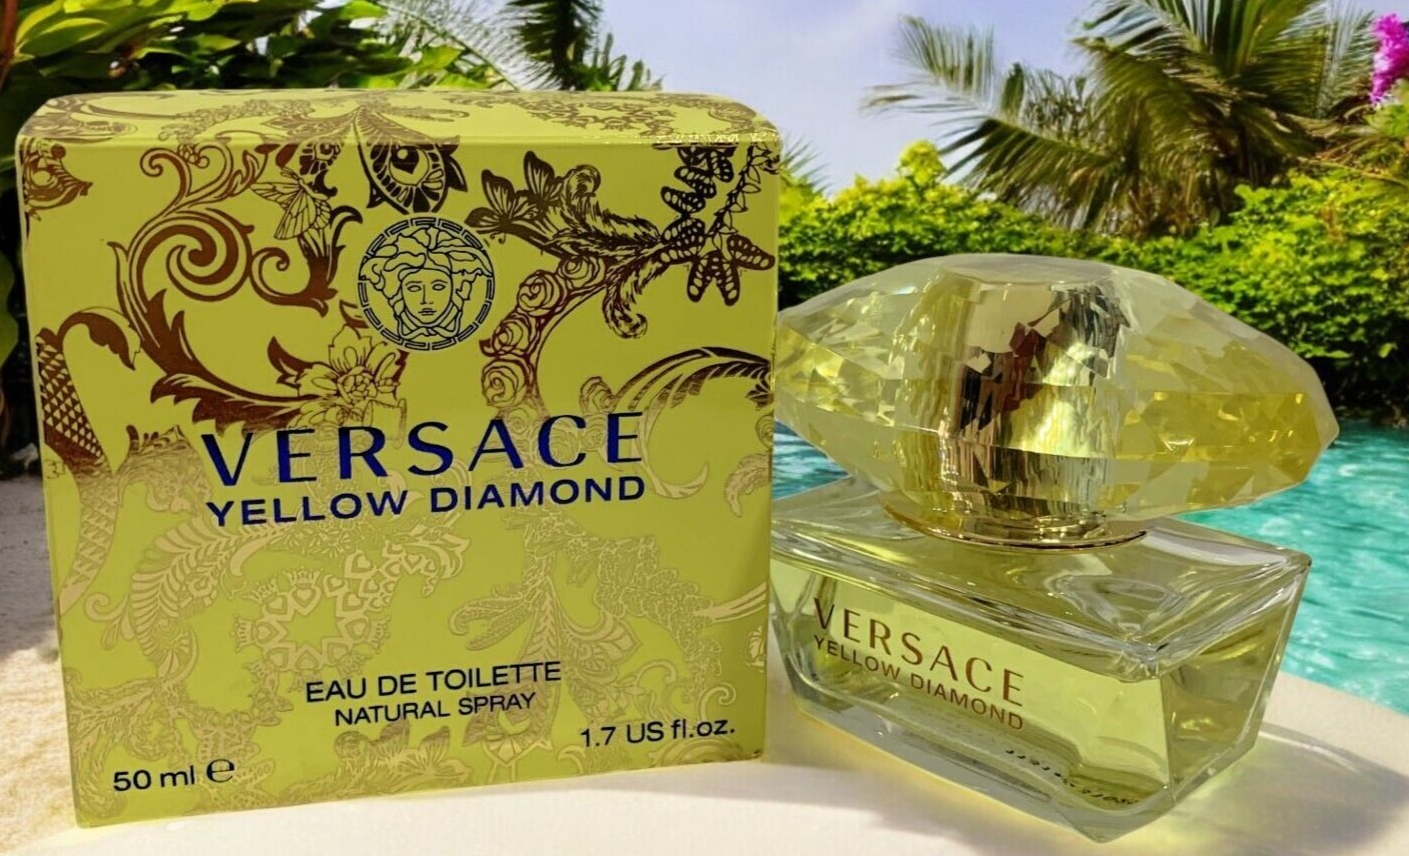 VERSACE
YELLOW DIAMOND
EAU DE TOILETTE
NATURAL SPRAY
1.7 US fl.oz.
50 ml ℮
VERSACE
YELLOW DIAMOND